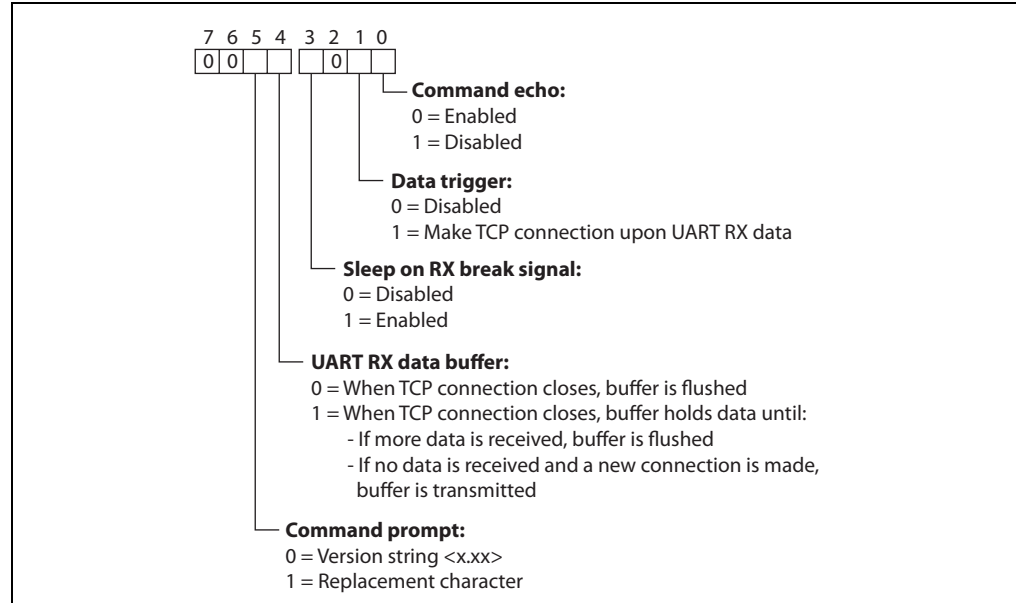 7 6 5 4 3 2 1 0
0 0 0
Command echo:
0 = Enabled
1 = Disabled
Data trigger:
0 = Disabled
1 = Make TCP connection upon UART RX data
Sleep on RX break signal:
0 = Disabled
1 = Enabled
UART RX data buffer:
0 = When TCP connection closes, buffer is flushed
1 = When TCP connection closes, buffer holds data until:
- If more data is received, buffer is flushed
- If no data is received and a new connection is made,
buffer is transmitted
Command prompt:
0 = Version string <x.xx>
1 = Replacement character